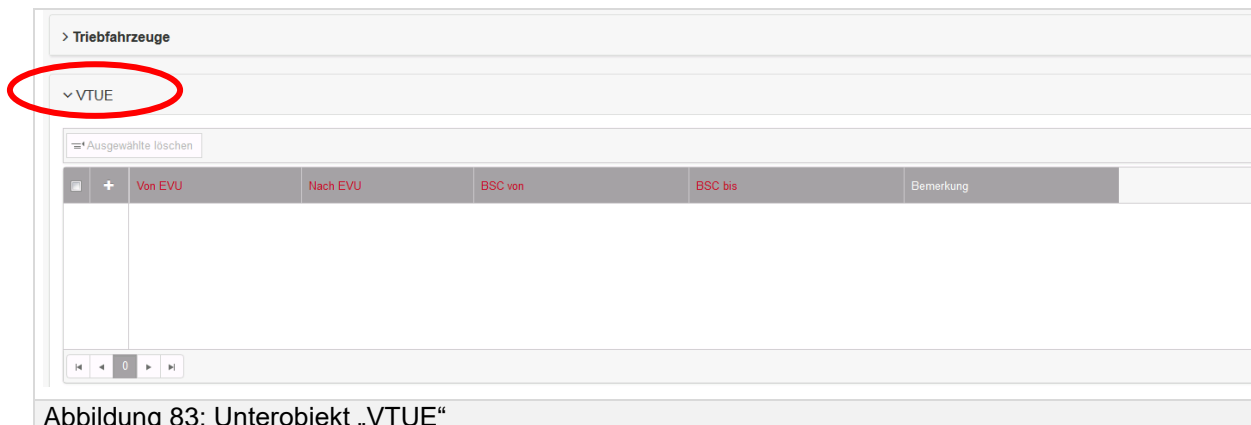 Triebfahrzeuge
VTUE
Ausgewählte löschen
+ Von EVU Nach EVU BSC von BSC bis Bemerkung
0
Abbildung 83: Unterobjekt „VTUE“